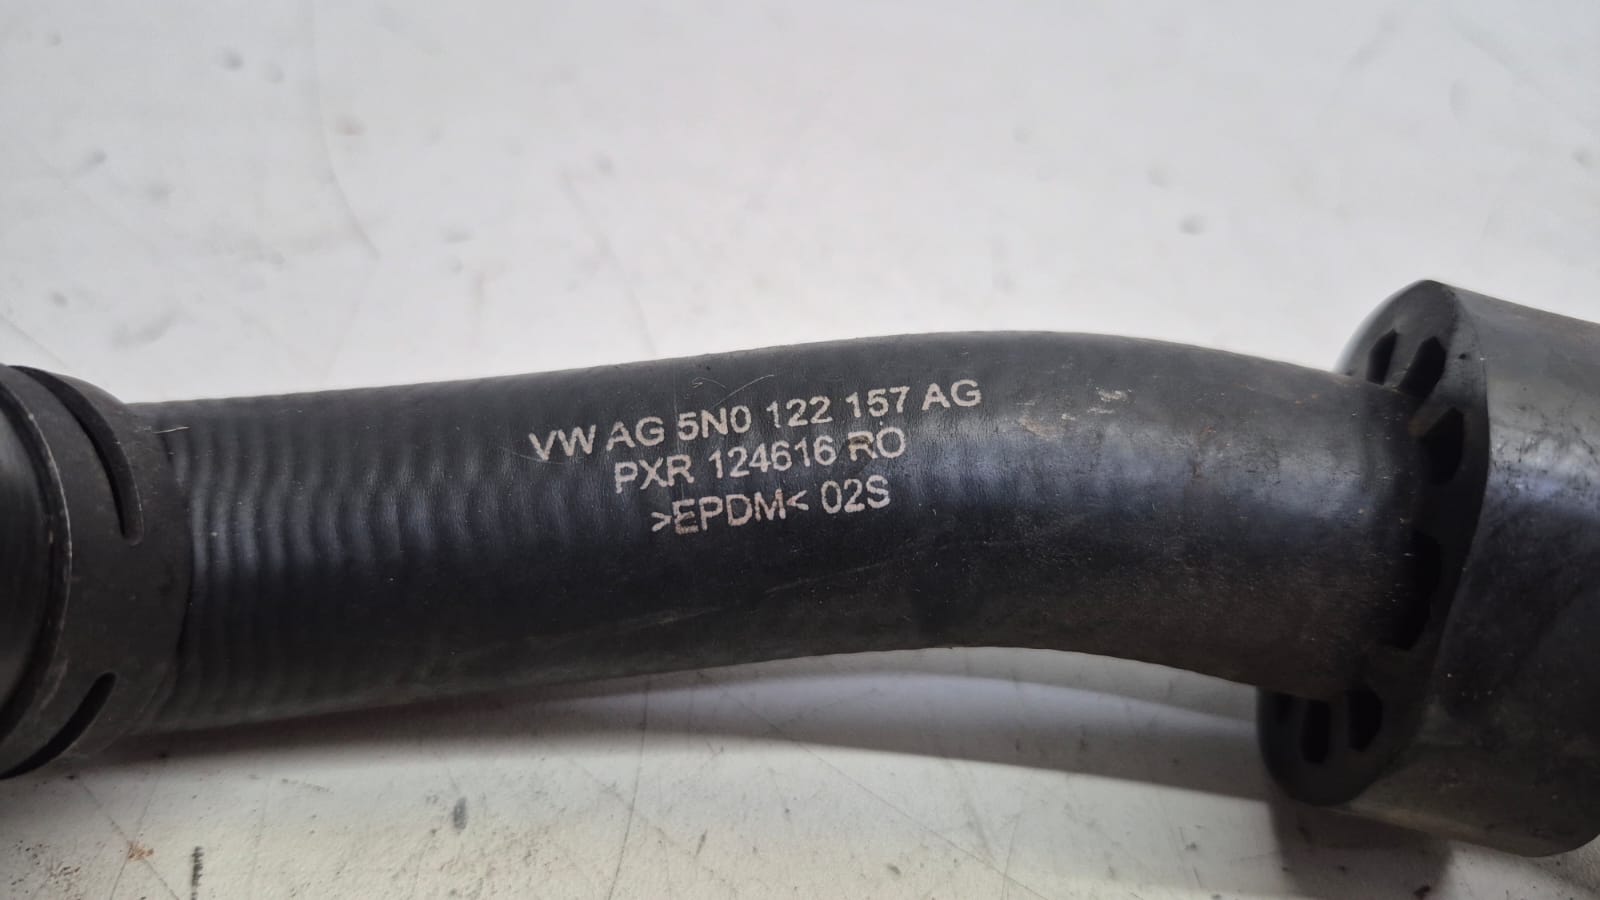 VW AG 5N0 122 157 AG
PXR 124616 RO
>EPDM< 02S